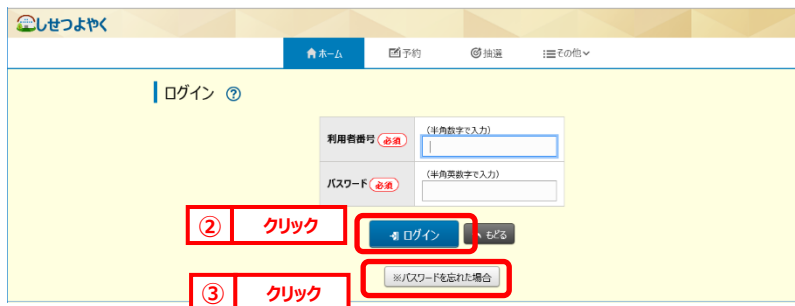 しせつよやく
ホーム 予約 抽選 その他
ログイン ?
利用者番号 必須 (半角数字で入力)
パスワード 必須 (半角英数字で入力)
② クリック
ログイン もどる
※パスワードを忘れた場合
③ クリック